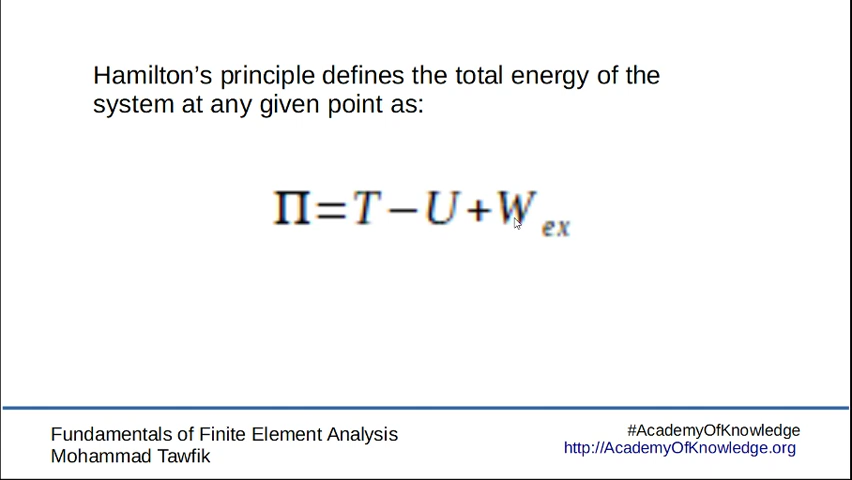 Hamilton’s principle defines the total energy of the
system at any given point as:
Π=T−U+W ex
Fundamentals of Finite Element Analysis
Mohammad Tawfik
#AcademyOfKnowledge
http://AcademyOfKnowledge.org